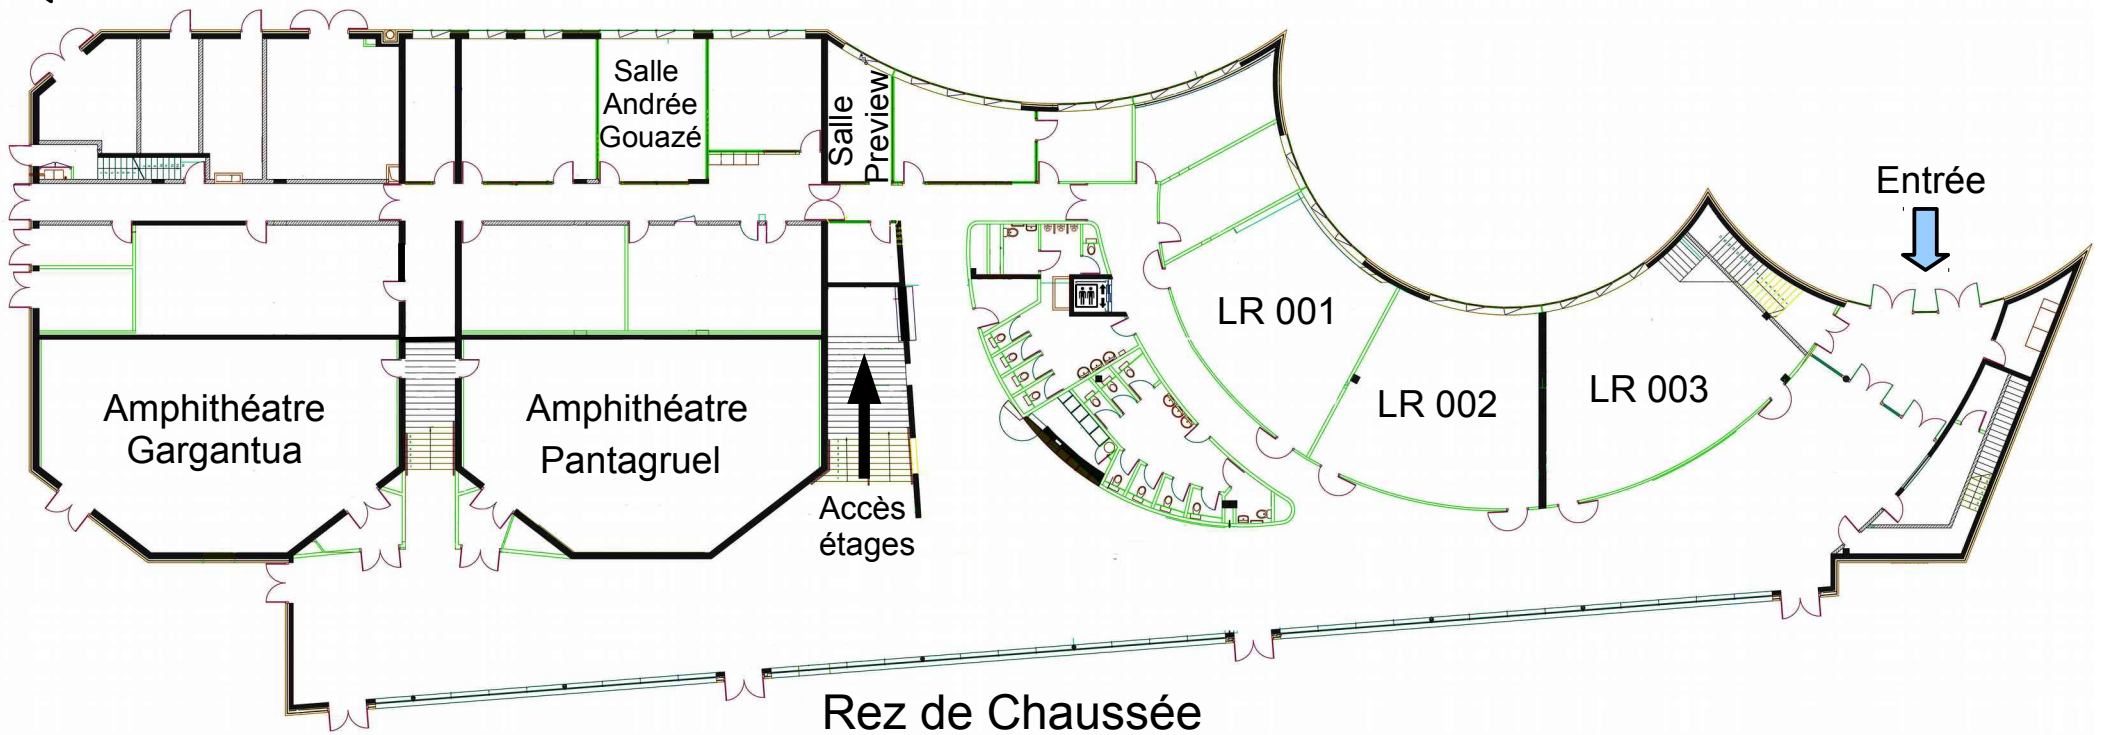 Salle
Andrée
Gouazé
Salle
Preview
Entrée
LR 001
LR 002
LR 003
Amphithéatre
Gargantua
Amphithéatre
Pantagruel
Accès
étages
Rez de Chaussée